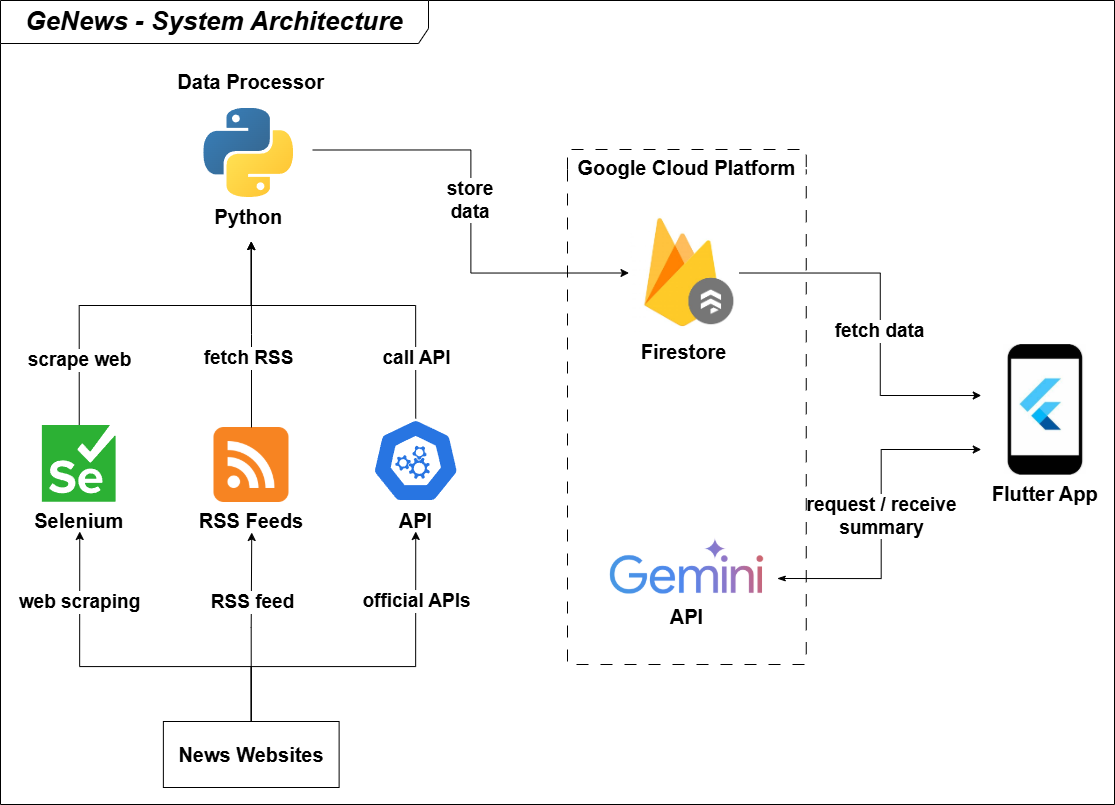 GeNews - System Architecture
Data Processor
Python
store
data
Google Cloud Platform
Firestore
fetch data
scrape web
fetch RSS
call API
Se
Selenium
RSS Feeds
API
Flutter App
request / receive
summary
Gemini
API
web scraping
RSS feed
official APIs
News Websites